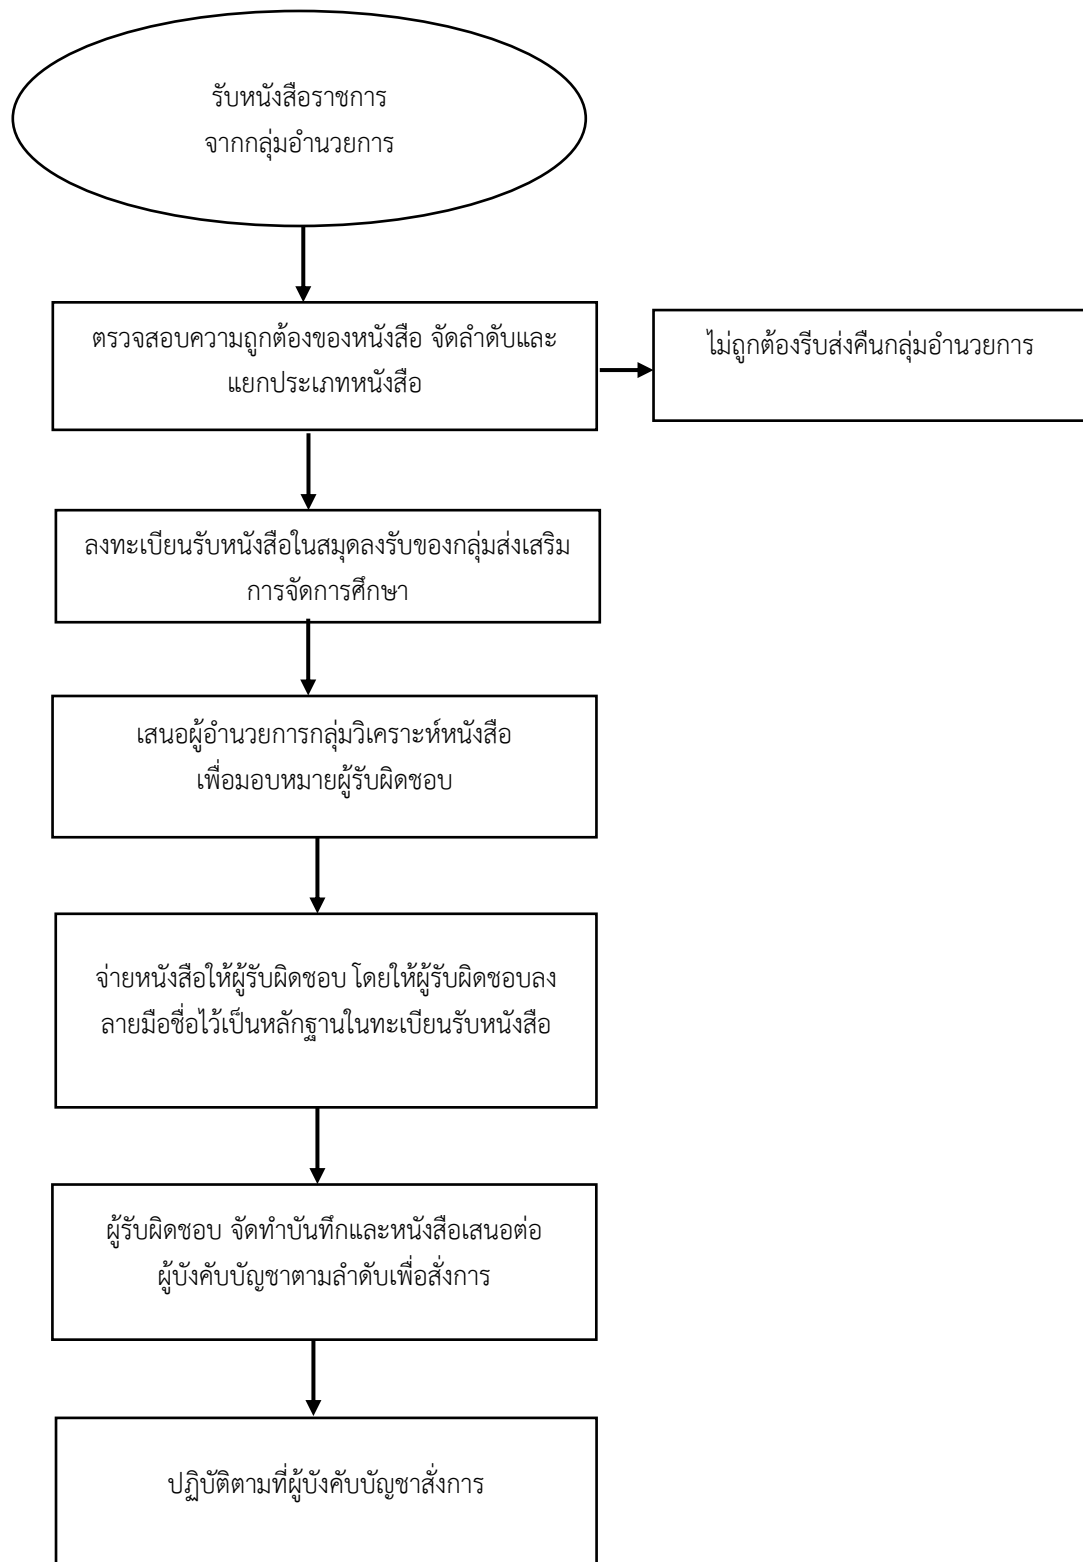 รับหนังสือราชการ
จากกลุ่มอำนวยการ
ตรวจสอบความถูกต้องของหนังสือ จัดลำดับและ
แยกประเภทหนังสือ
ไม่ถูกต้องรีบส่งคืนกลุ่มอำนวยการ
ลงทะเบียนรับหนังสือในสมุดลงรับของกลุ่มส่งเสริม
การจัดการศึกษา
เสนอผู้อำนวยการกลุ่มวิเคราะห์หนังสือ
เพื่อมอบหมายผู้รับผิดชอบ
จ่ายหนังสือให้ผู้รับผิดชอบ โดยให้ผู้รับผิดชอบลง
ลายมือชื่อไว้เป็นหลักฐานในทะเบียนรับหนังสือ
ผู้รับผิดชอบ จัดทำบันทึกและหนังสือเสนอต่อ
ผู้บังคับบัญชาตามลำดับเพื่อสั่งการ
ปฏิบัติตามที่ผู้บังคับบัญชาสั่งการ